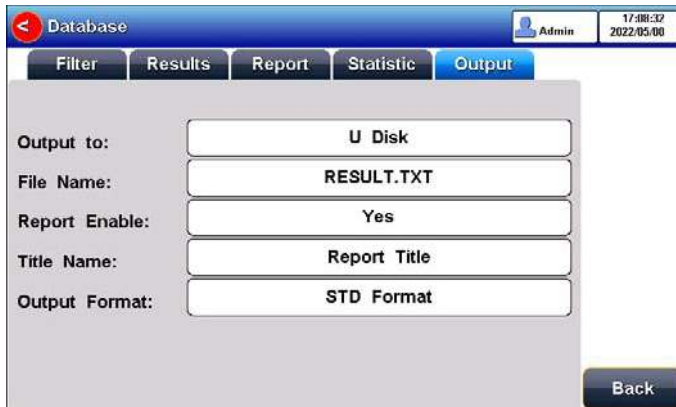 Database
Admin
17:08:32
2022/05/00
Filter Results Report Statistic Output
Output to: U Disk
File Name: RESULT.TXT
Report Enable: Yes
Title Name: Report Title
Output Format: STD Format
Back